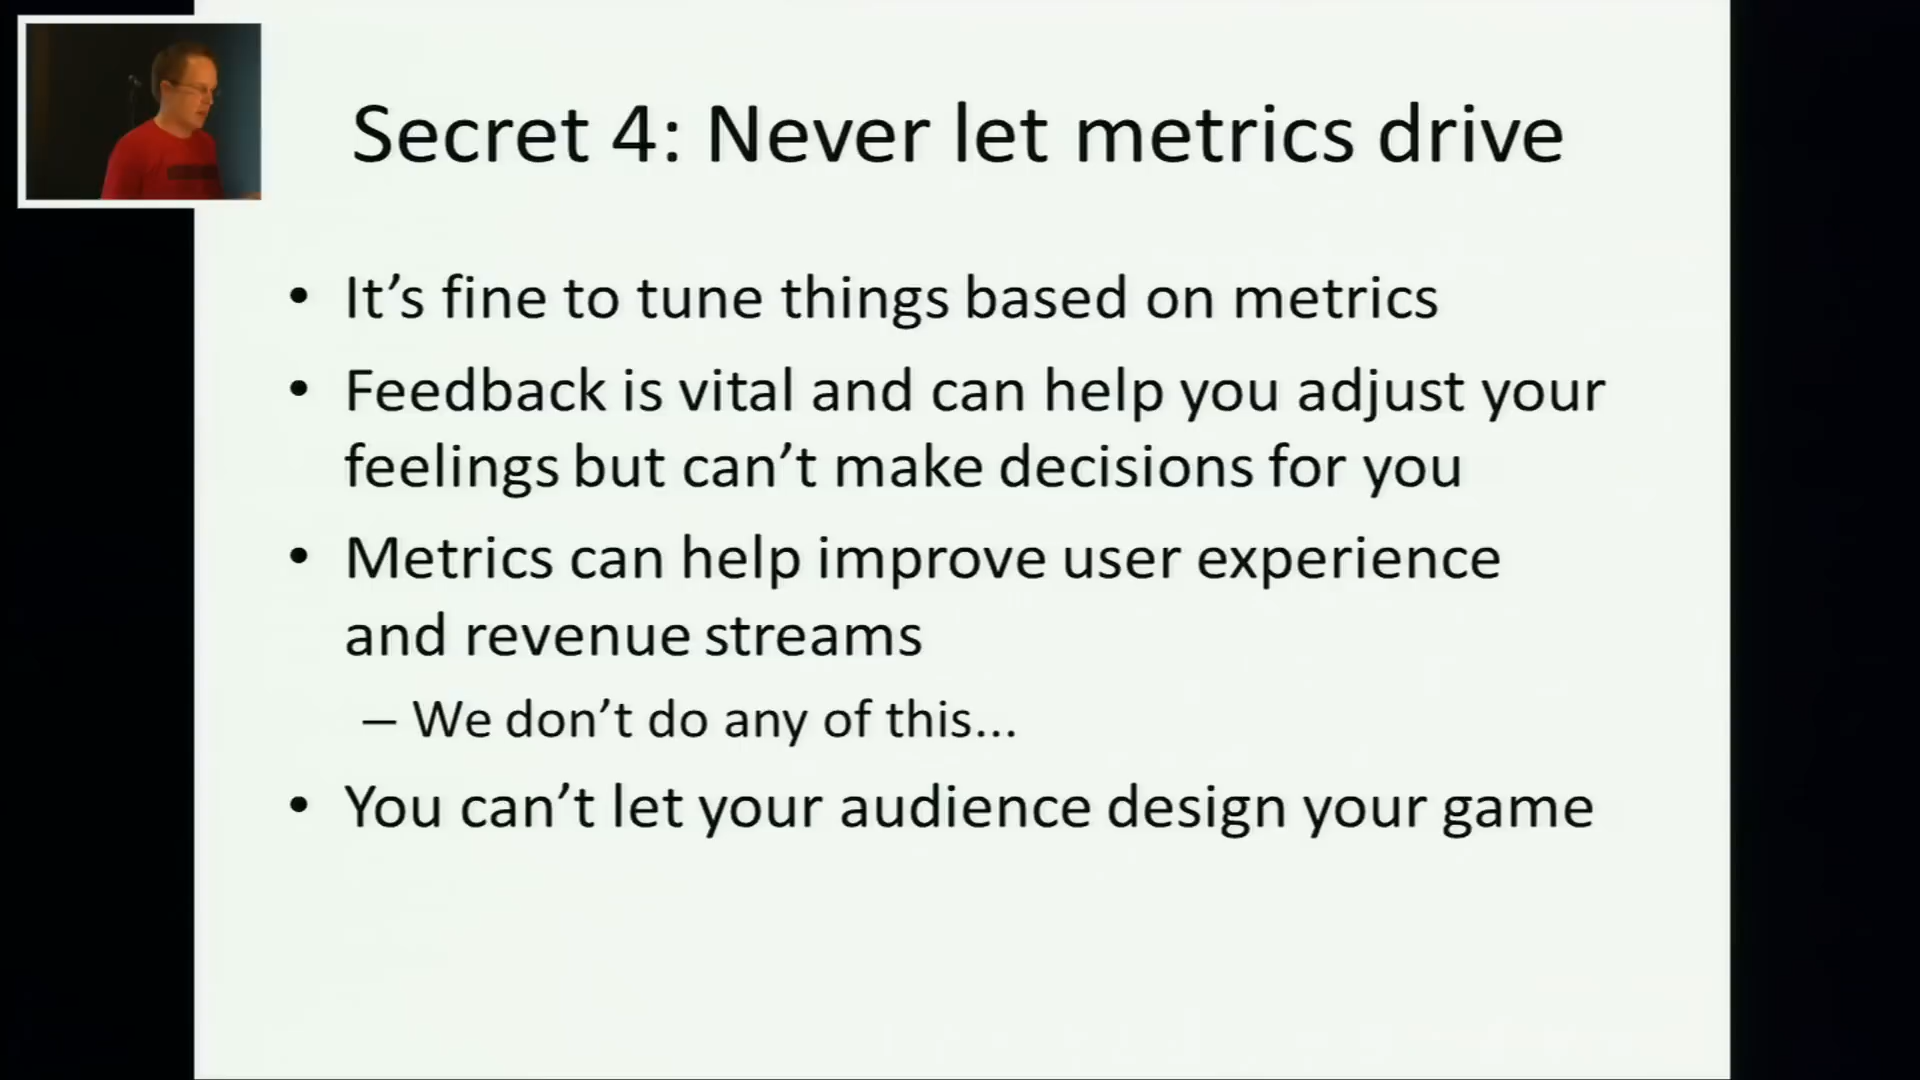 Secret 4: Never let metrics drive
• It’s fine to tune things based on metrics
• Feedback is vital and can help you adjust your
feelings but can’t make decisions for you
• Metrics can help improve user experience
and revenue streams
– We don’t do any of this...
• You can’t let your audience design your game